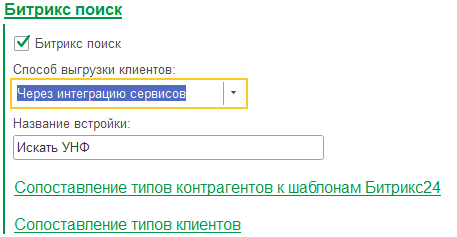 Битрикс поиск
Битрикс поиск
Способ выгрузки клиентов:
Через интеграцию сервисов
Название встройки:
Искать УНФ
Сопоставление типов контрагентов к шаблонам Битрикс24
Сопоставление типов клиентов